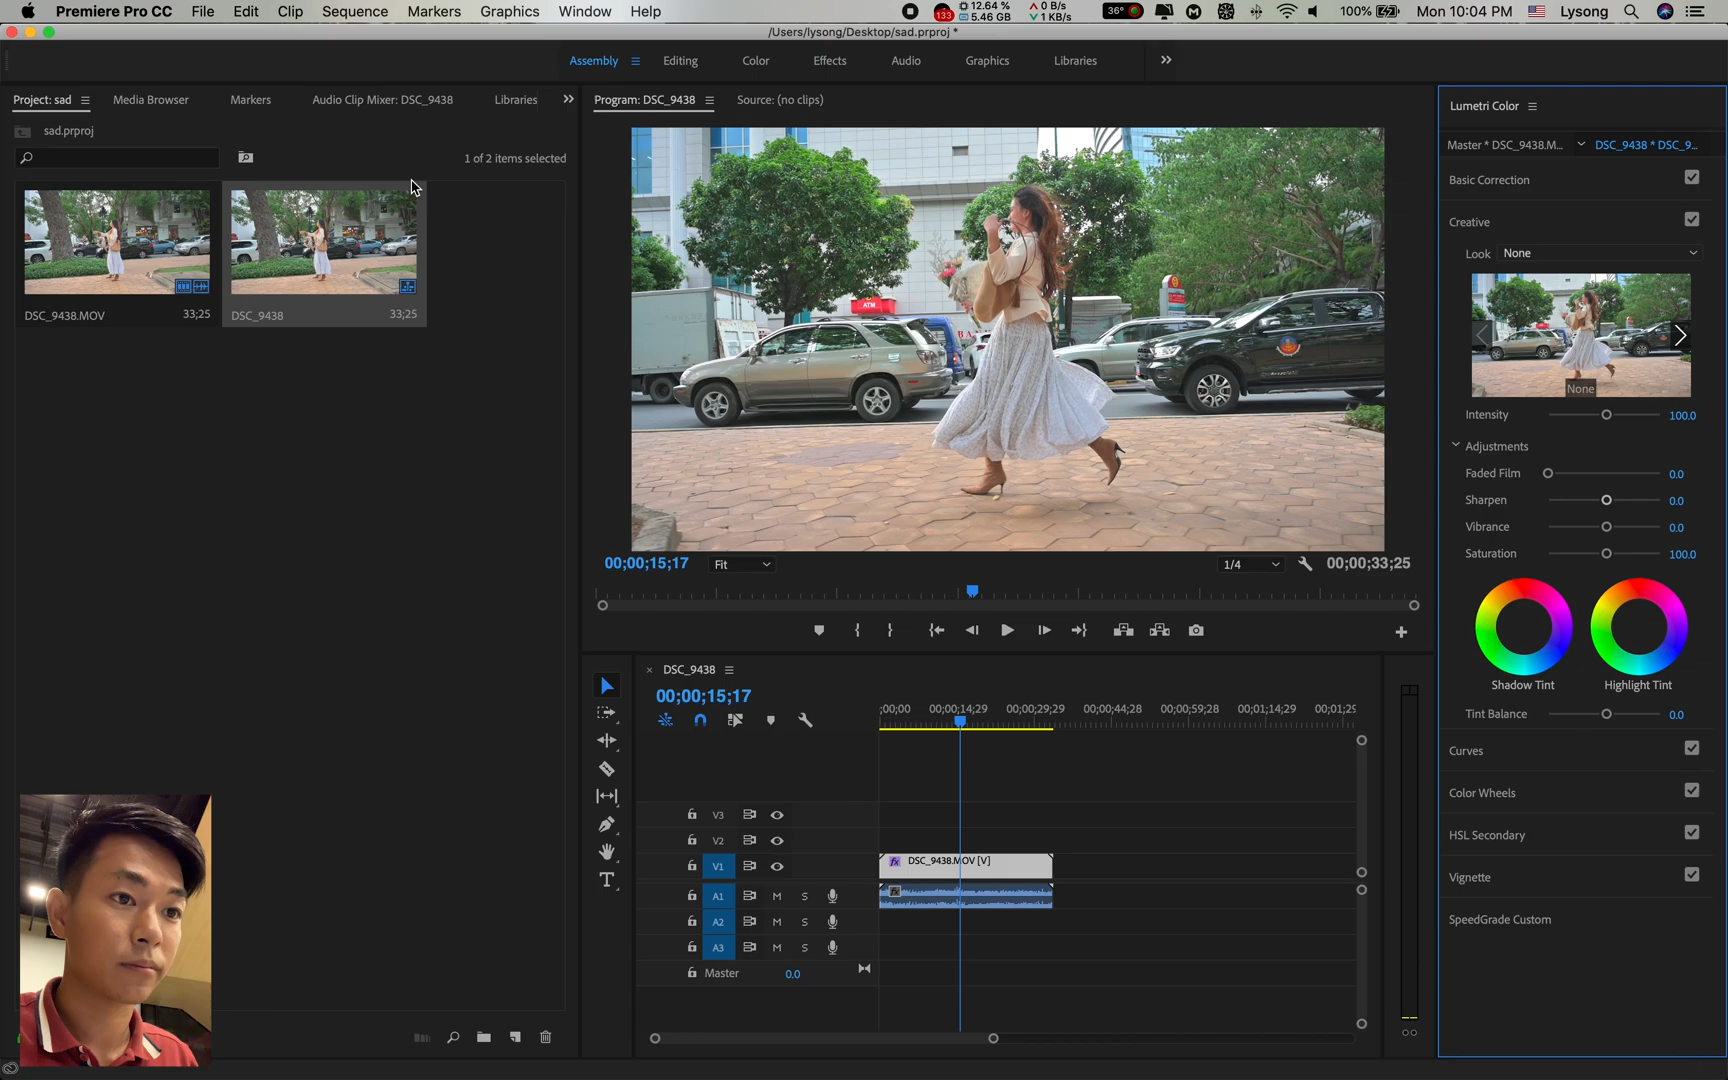 Premiere Pro CC File Edit Clip Sequence Markers Graphics Window Help
133
12.64 %
5.46 GB
0 B/s
1 KB/s
36°
100%
Mon 10:04 PM
Lysong
/Users/lysong/Desktop/sad.prproj *
Assembly Editing Color Effects Audio Graphics Libraries
Project: sad Media Browser Markers Audio Clip Mixer: DSC_9438 Libraries
sad.prproj
1 of 2 items selected
DSC_9438.MOV 33;25
DSC_9438 33;25
Program: DSC_9438 Source: (no clips)
ATM
00;00;15;17 Fit 1/4 00;00;33;25
DSC_9438
00;00;15;17
;00;00 00;00;14;29 00;00;29;29 00;00;44;28 00;00;59;28 00;01;14;29 00;01;29
V3
V2
V1 fx DSC_9438.MOV [V]
A1 M S
A2 M S
A3 M S
Master 0.0
Lumetri Color
Master * DSC_9438.M... DSC_9438 * DSC_9...
Basic Correction
Creative
Look None
None
Intensity 100.0
Adjustments
Faded Film 0.0
Sharpen 0.0
Vibrance 0.0
Saturation 100.0
Shadow Tint Highlight Tint
Tint Balance 0.0
Curves
Color Wheels
HSL Secondary
Vignette
SpeedGrade Custom